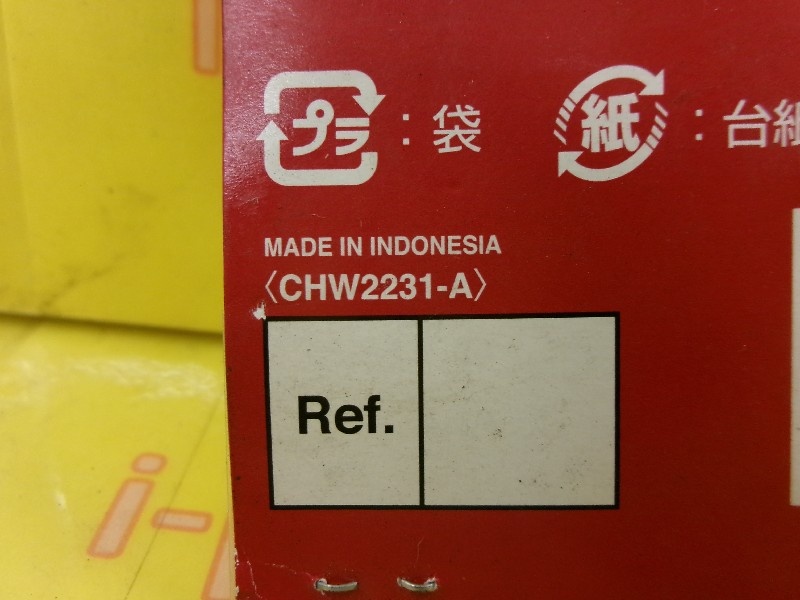 プラ : 袋
紙 : 台紙
MADE IN INDONESIA
〈CHW2231-A〉
Ref.
i-